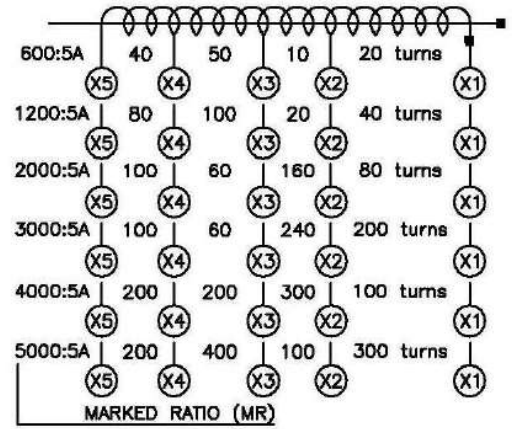 600:5A 40 50 10 20 turns
X5 X4 X3 X2 X1
1200:5A 80 100 20 40 turns
X5 X4 X3 X2 X1
2000:5A 100 60 160 80 turns
X5 X4 X3 X2 X1
3000:5A 100 60 240 200 turns
X5 X4 X3 X2 X1
4000:5A 200 200 300 100 turns
X5 X4 X3 X2 X1
5000:5A 200 400 100 300 turns
X5 X4 X3 X2 X1
MARKED RATIO (MR)